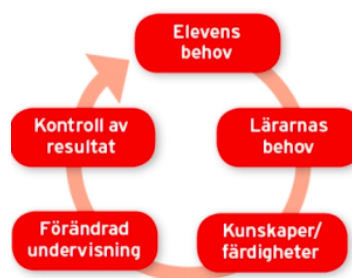 Elevens
behov
Lärarnas
behov
Kunskaper/
färdigheter
Förändrad
undervisning
Kontroll av
resultat